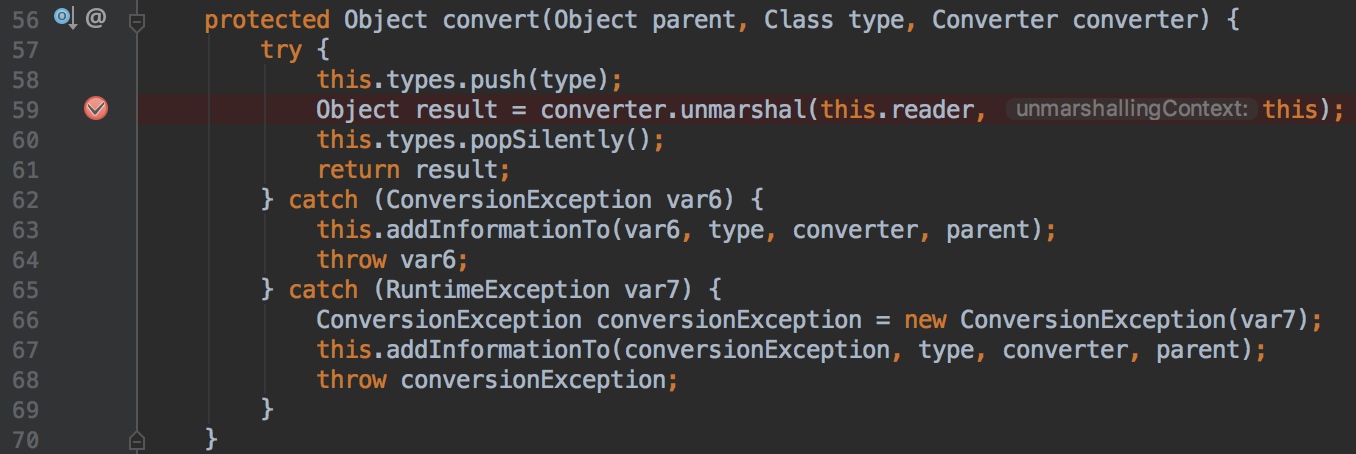 56 @ protected Object convert(Object parent, Class type, Converter converter) {
57 try {
58 this.types.push(type);
59 Object result = converter.unmarshal(this.reader, unmarshallingContext: this);
60 this.types.popSilently();
61 return result;
62 } catch (ConversionException var6) {
63 this.addInformationTo(var6, type, converter, parent);
64 throw var6;
65 } catch (RuntimeException var7) {
66 ConversionException conversionException = new ConversionException(var7);
67 this.addInformationTo(conversionException, type, converter, parent);
68 throw conversionException;
69 }
70 }